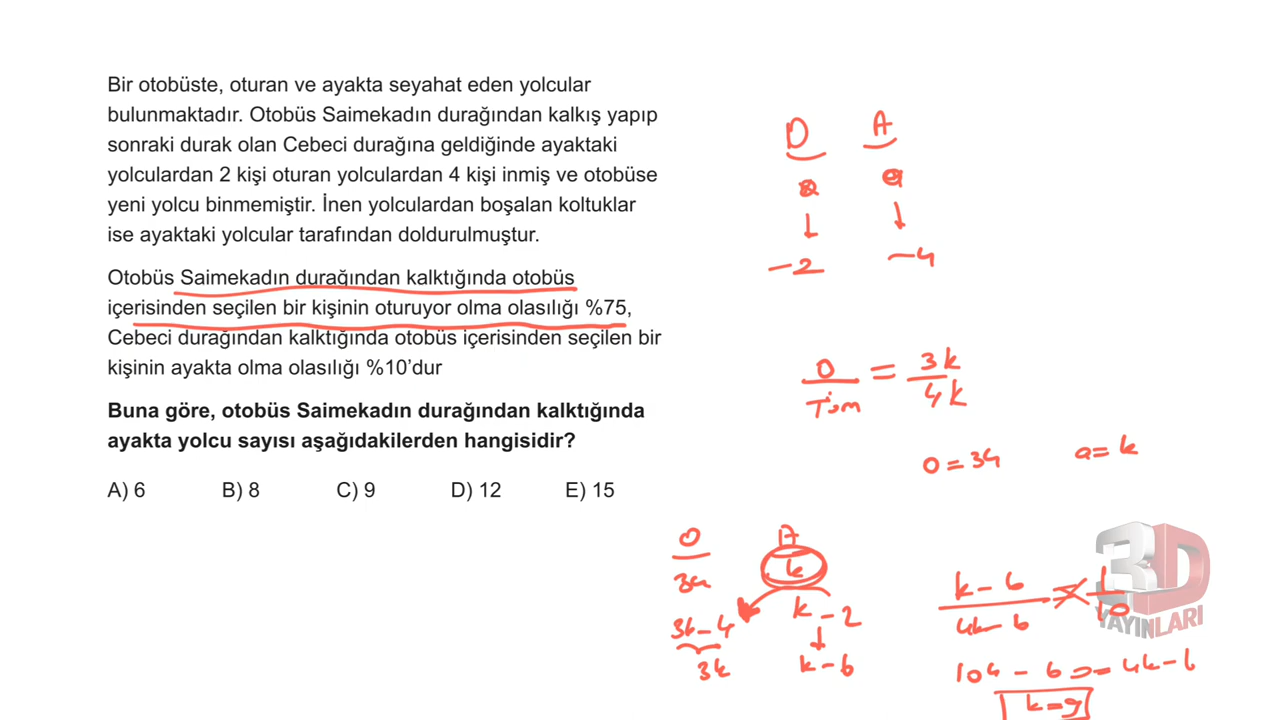 Bir otobüste, oturan ve ayakta seyahat eden yolcular
bulunmaktadır. Otobüs Saimekadın durağından kalkış yapıp
sonraki durak olan Cebeci durağına geldiğinde ayaktaki
yolculardan 2 kişi oturan yolculardan 4 kişi inmiş ve otobüse
yeni yolcu binmemiştir. İnen yolculardan boşalan koltuklar
ise ayaktaki yolcular tarafından doldurulmuştur.
Otobüs Saimekadın durağından kalktığında otobüs
içerisinden seçilen bir kişinin oturuyor olma olasılığı %75,
Cebeci durağından kalktığında otobüs içerisinden seçilen bir
kişinin ayakta olma olasılığı %10'dur
Buna göre, otobüs Saimekadın durağından kalktığında
ayakta yolcu sayısı aşağıdakilerden hangisidir?
A) 6 B) 8 C) 9 D) 12 E) 15
O A
↓ ↓
-2 -4
O/Tüm = 3k/4k
O = 3k a = k
O A
3k k
3k-4 k-2
↓
3k k-6
k-6/4k-6 = 1/10
10k - 60 = 4k - 6
k = 9
3D
YAYINLARI